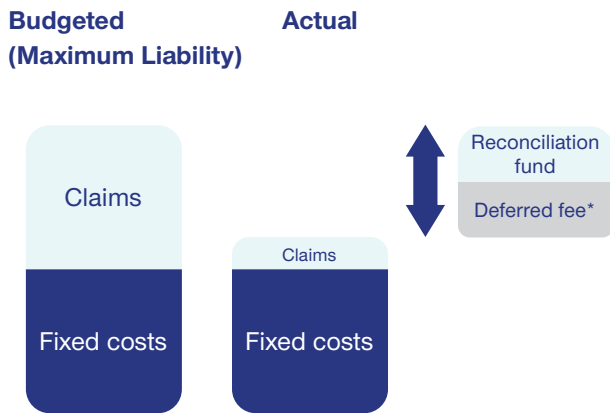 Budgeted
(Maximum Liability)
Actual
Claims
Fixed costs
Claims
Fixed costs
Reconciliation
fund
Deferred fee*